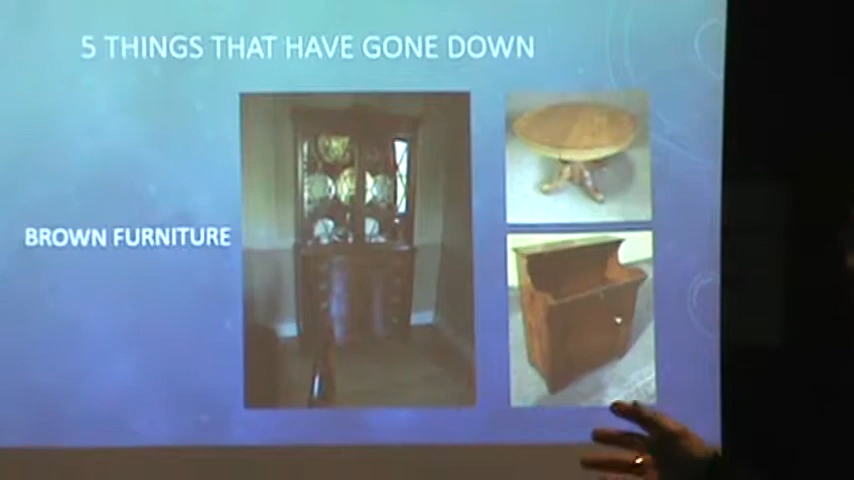 5 THINGS THAT HAVE GONE DOWN
BROWN FURNITURE